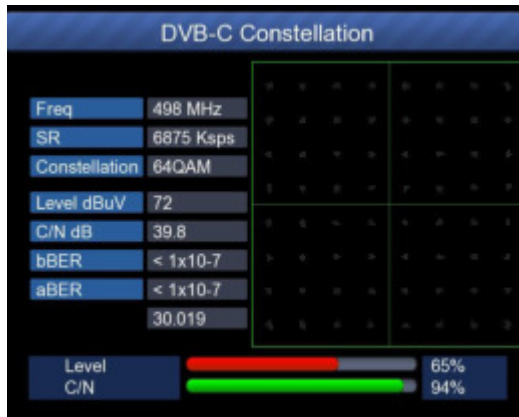 DVB-C Constellation
Freq 498 MHz
SR 6875 Ksps
Constellation 64QAM
Level dBuV 72
C/N dB 39.8
bBER < 1x10-7
aBER < 1x10-7
30.019
Level 65%
C/N 94%